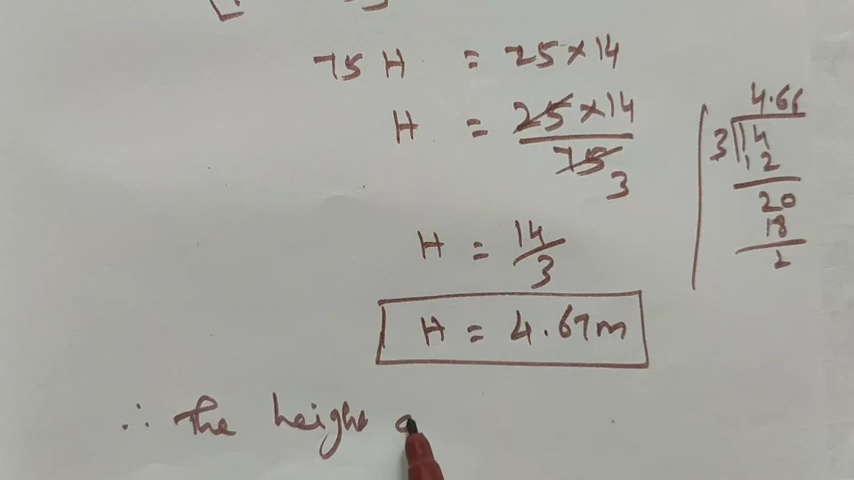 75 H = 25 × 14
H = 25 × 14 / 75 3
H = 14 / 3
H = 4.67m
∴ The height
4.66
3 14
12
20
18
2